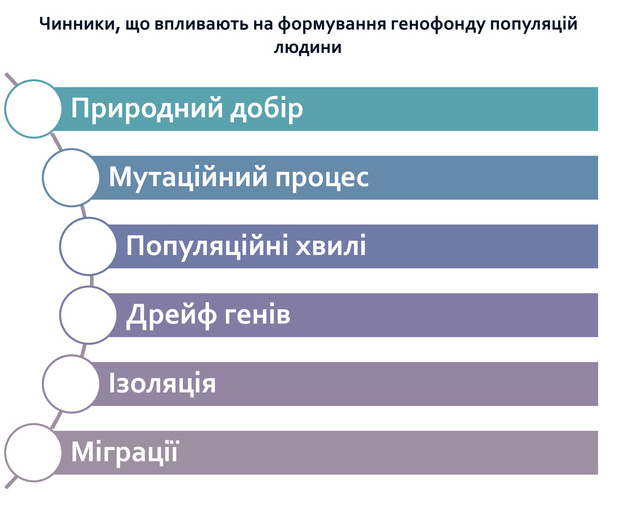 Чинники, що впливають на формування генофонду популяцій
людини
Природний добір
Мутаційний процес
Популяційні хвилі
Дрейф генів
Ізоляція
Міграції